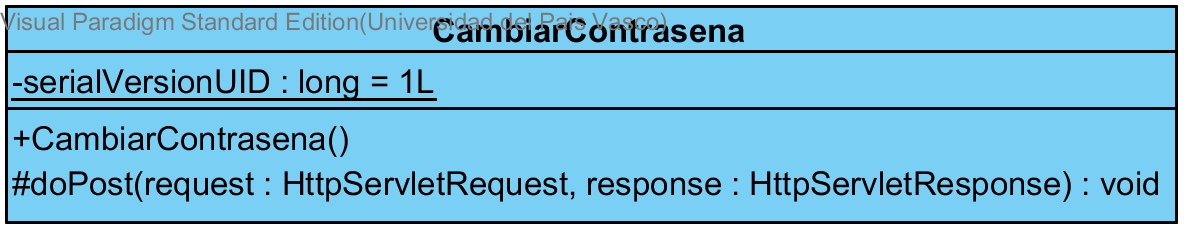 Visual Paradigm Standard Edition(Universidad del Pais Vasco)
CambiarContrasena
-serialVersionUID : long = 1L
+CambiarContrasena()
#doPost(request : HttpServletRequest, response : HttpServletResponse) : void